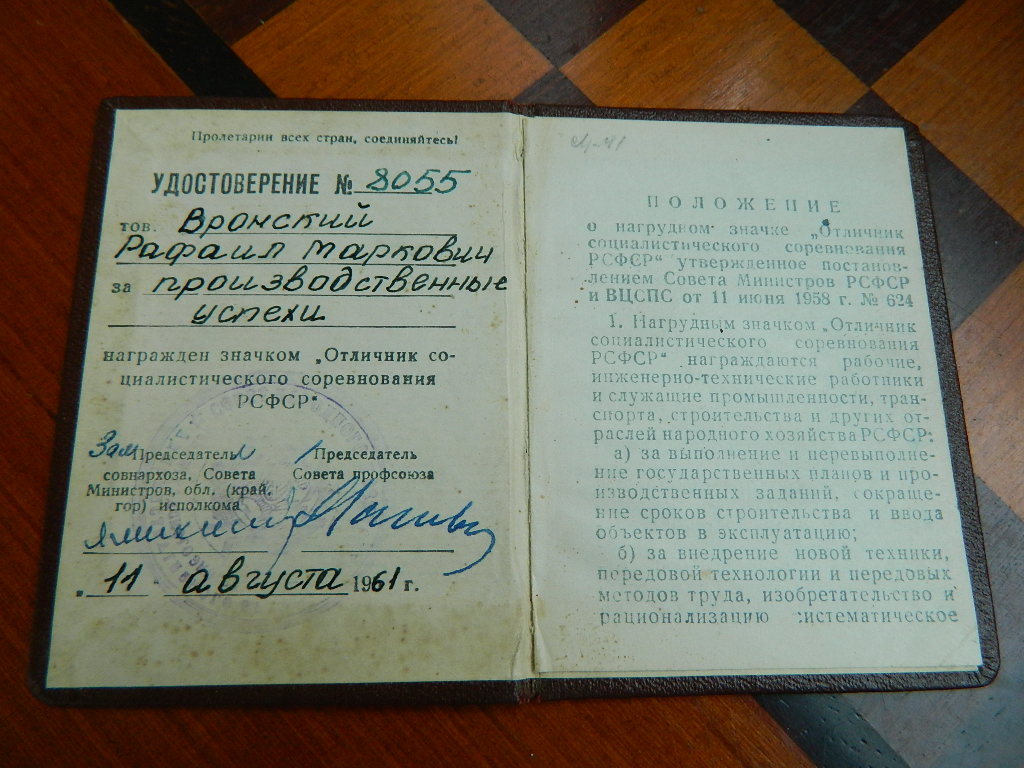 Пролетарии всех стран, соединяйтесь!
УДОСТОВЕРЕНИЕ № 8055
тов. Вронский
Рафаил Маркович
за производственные
успехи
награжден значком „Отличник со-
циалистического соревнования
РСФСР"
Зам Председатель
совнархоза, Совета
Министров, обл. (край,
гор) исполкома
Председатель
Совета профсоюза
11 августа 1961 г.
ПОЛОЖЕНИЕ
о нагрудном значке „Отличник
социалистического соревнования
РСФСР" утвержденное постанов-
лением Совета Министров РСФСР
и ВЦСПС от 11 июня 1958 г. № 624
1. Нагрудным значком „Отличник
социалистического соревнования
РСФСР" награждаются рабочие,
инженерно-технические работники
и служащие промышленности, тран-
спорта, строительства и других от-
раслей народного хозяйства РСФСР:
а) за выполнение и перевыполне-
ние государственных планов и про-
изводственных заданий, сокраще-
ние сроков строительства и ввода
объектов в эксплуатацию;
б) за внедрение новой техники,
передовой технологии и передовых
методов труда, изобретательство и
рационализацию систематическое